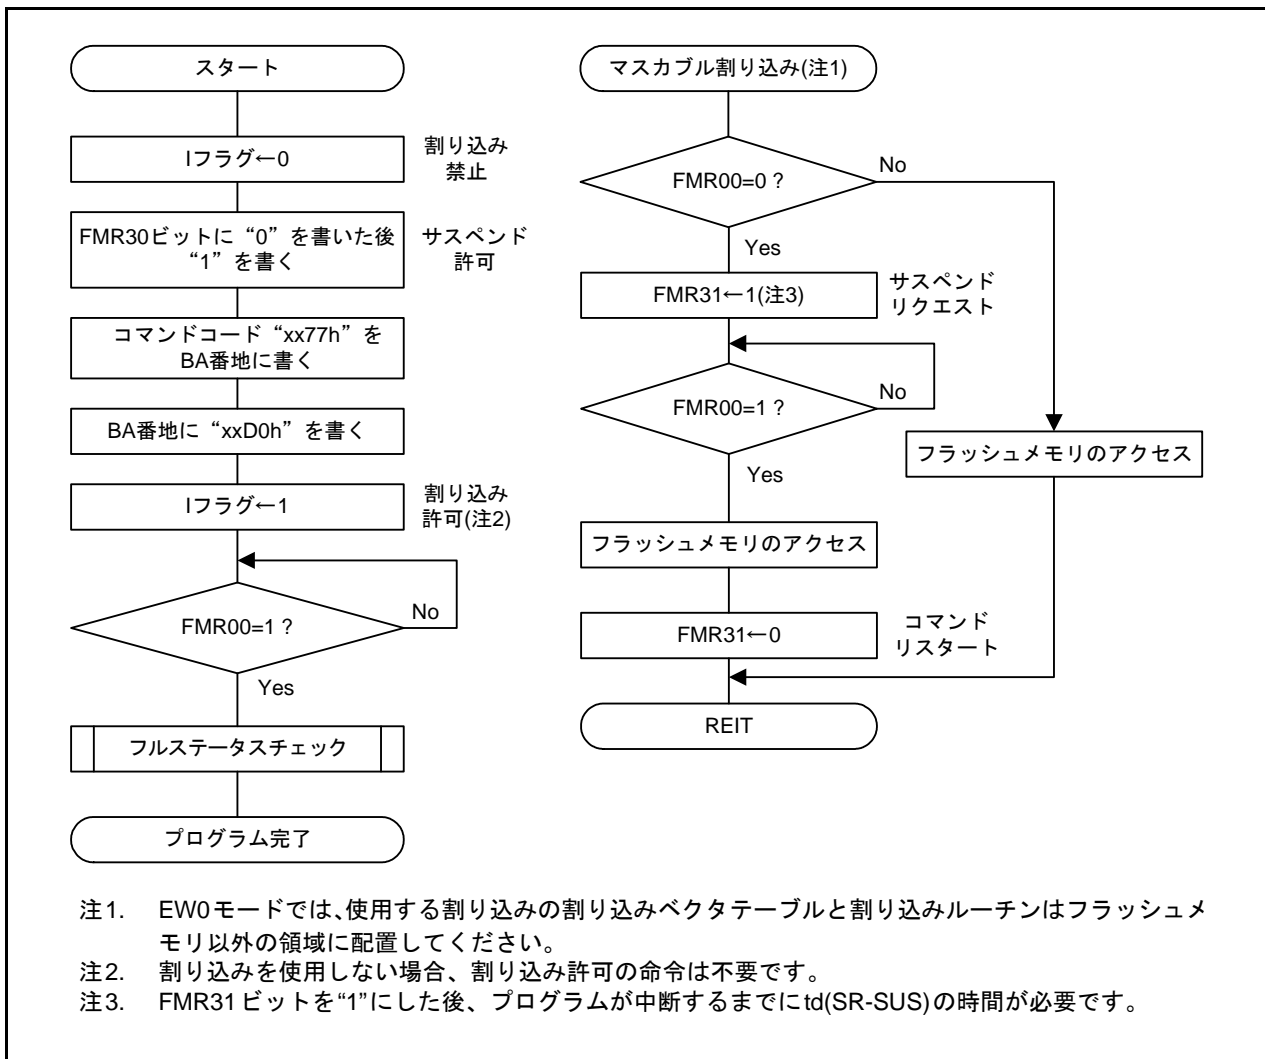 スタート
Iフラグ←0
割り込み
禁止
FMR30ビットに“0”を書いた後
“1”を書く
サスペンド
許可
コマンドコード“xx77h”を
BA番地に書く
BA番地に“xxD0h”を書く
Iフラグ←1
割り込み
許可(注2)
FMR00=1 ?
No
Yes
フルステータスチェック
プログラム完了
マスカブル割り込み(注1)
FMR00=0 ?
No
Yes
FMR31←1(注3)
サスペンド
リクエスト
FMR00=1 ?
No
Yes
フラッシュメモリのアクセス
フラッシュメモリのアクセス
FMR31←0
コマンド
リスタート
REIT
注1. EW0モードでは、使用する割り込みの割り込みベクタテーブルと割り込みルーチンはフラッシュメ
モリ以外の領域に配置してください。
注2. 割り込みを使用しない場合、割り込み許可の命令は不要です。
注3. FMR31ビットを“1”にした後、プログラムが中断するまでにtd(SR-SUS)の時間が必要です。